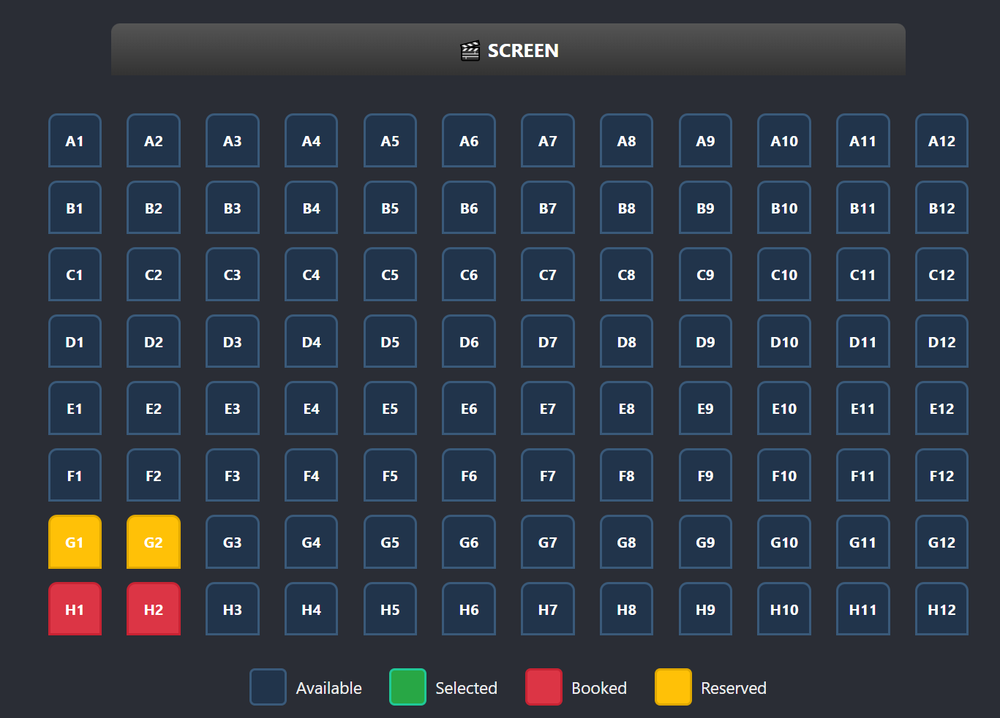 SCREEN
A1 A2 A3 A4 A5 A6 A7 A8 A9 A10 A11 A12
B1 B2 B3 B4 B5 B6 B7 B8 B9 B10 B11 B12
C1 C2 C3 C4 C5 C6 C7 C8 C9 C10 C11 C12
D1 D2 D3 D4 D5 D6 D7 D8 D9 D10 D11 D12
E1 E2 E3 E4 E5 E6 E7 E8 E9 E10 E11 E12
F1 F2 F3 F4 F5 F6 F7 F8 F9 F10 F11 F12
G1 G2 G3 G4 G5 G6 G7 G8 G9 G10 G11 G12
H1 H2 H3 H4 H5 H6 H7 H8 H9 H10 H11 H12
Available Selected Booked Reserved